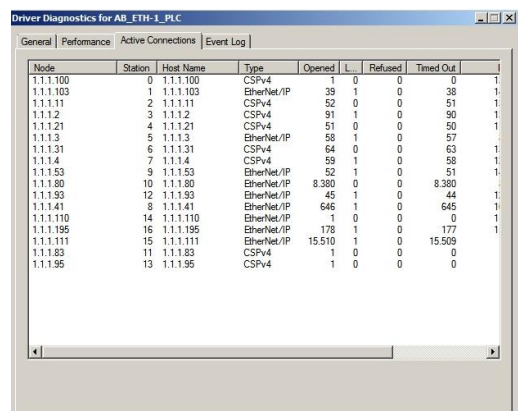 Driver Diagnostics for AB_ETH-1_PLC
General Performance Active Connections Event Log
Node Station Host Name Type Opened L... Refused Timed Out
1.1.1.100 0 1.1.1.100 CSPv4 1 0 0 0
1.1.1.103 1 1.1.1.103 EtherNet/IP 39 1 0 38
1.1.1.11 2 1.1.1.11 CSPv4 52 0 0 51
1.1.1.2 3 1.1.1.2 CSPv4 91 1 0 90
1.1.1.21 4 1.1.1.21 CSPv4 51 0 0 50
1.1.1.3 5 1.1.1.3 EtherNet/IP 58 1 0 57
1.1.1.31 6 1.1.1.31 CSPv4 64 0 0 63
1.1.1.4 7 1.1.1.4 CSPv4 59 1 0 58
1.1.1.53 9 1.1.1.53 EtherNet/IP 52 1 0 51
1.1.1.80 10 1.1.1.80 EtherNet/IP 8.380 0 0 8.380
1.1.1.93 12 1.1.1.93 EtherNet/IP 45 1 0 44
1.1.1.41 8 1.1.1.41 EtherNet/IP 646 1 0 645
1.1.1.110 14 1.1.1.110 EtherNet/IP 1 0 0 0
1.1.1.195 16 1.1.1.195 EtherNet/IP 178 1 0 177
1.1.1.111 15 1.1.1.111 EtherNet/IP 15.510 1 0 15.509
1.1.1.83 11 1.1.1.83 CSPv4 1 0 0 0
1.1.1.95 13 1.1.1.95 CSPv4 1 0 0 0